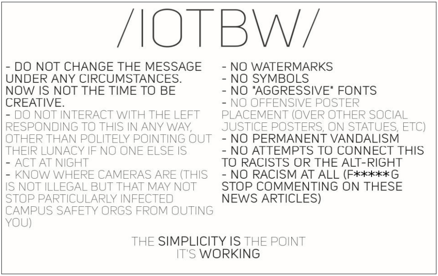 /IOTBW/
- DO NOT CHANGE THE MESSAGE
UNDER ANY CIRCUMSTANCES.
NOW IS NOT THE TIME TO BE
CREATIVE.
- DO NOT INTERACT WITH THE LEFT
RESPONDING TO THIS IN ANY WAY,
OTHER THAN POLITELY POINTING OUT
THEIR LUNACY IF NO ONE ELSE IS
- ACT AT NIGHT
- KNOW WHERE CAMERAS ARE (THIS
IS NOT ILLEGAL BUT THAT MAY NOT
STOP PARTICULARLY INFECTED
CAMPUS SAFETY ORGS FROM OUTING
YOU)
- NO WATERMARKS
- NO SYMBOLS
- NO "AGGRESSIVE" FONTS
- NO OFFENSIVE POSTER
PLACEMENT (OVER OTHER SOCIAL
JUSTICE POSTERS, ON STATUES, ETC)
- NO PERMANENT VANDALISM
- NO ATTEMPTS TO CONNECT THIS
TO RACISTS OR THE ALT-RIGHT
- NO RACISM AT ALL (F*****G
STOP COMMENTING ON THESE
NEWS ARTICLES)
THE SIMPLICITY IS THE POINT
IT'S WORKING